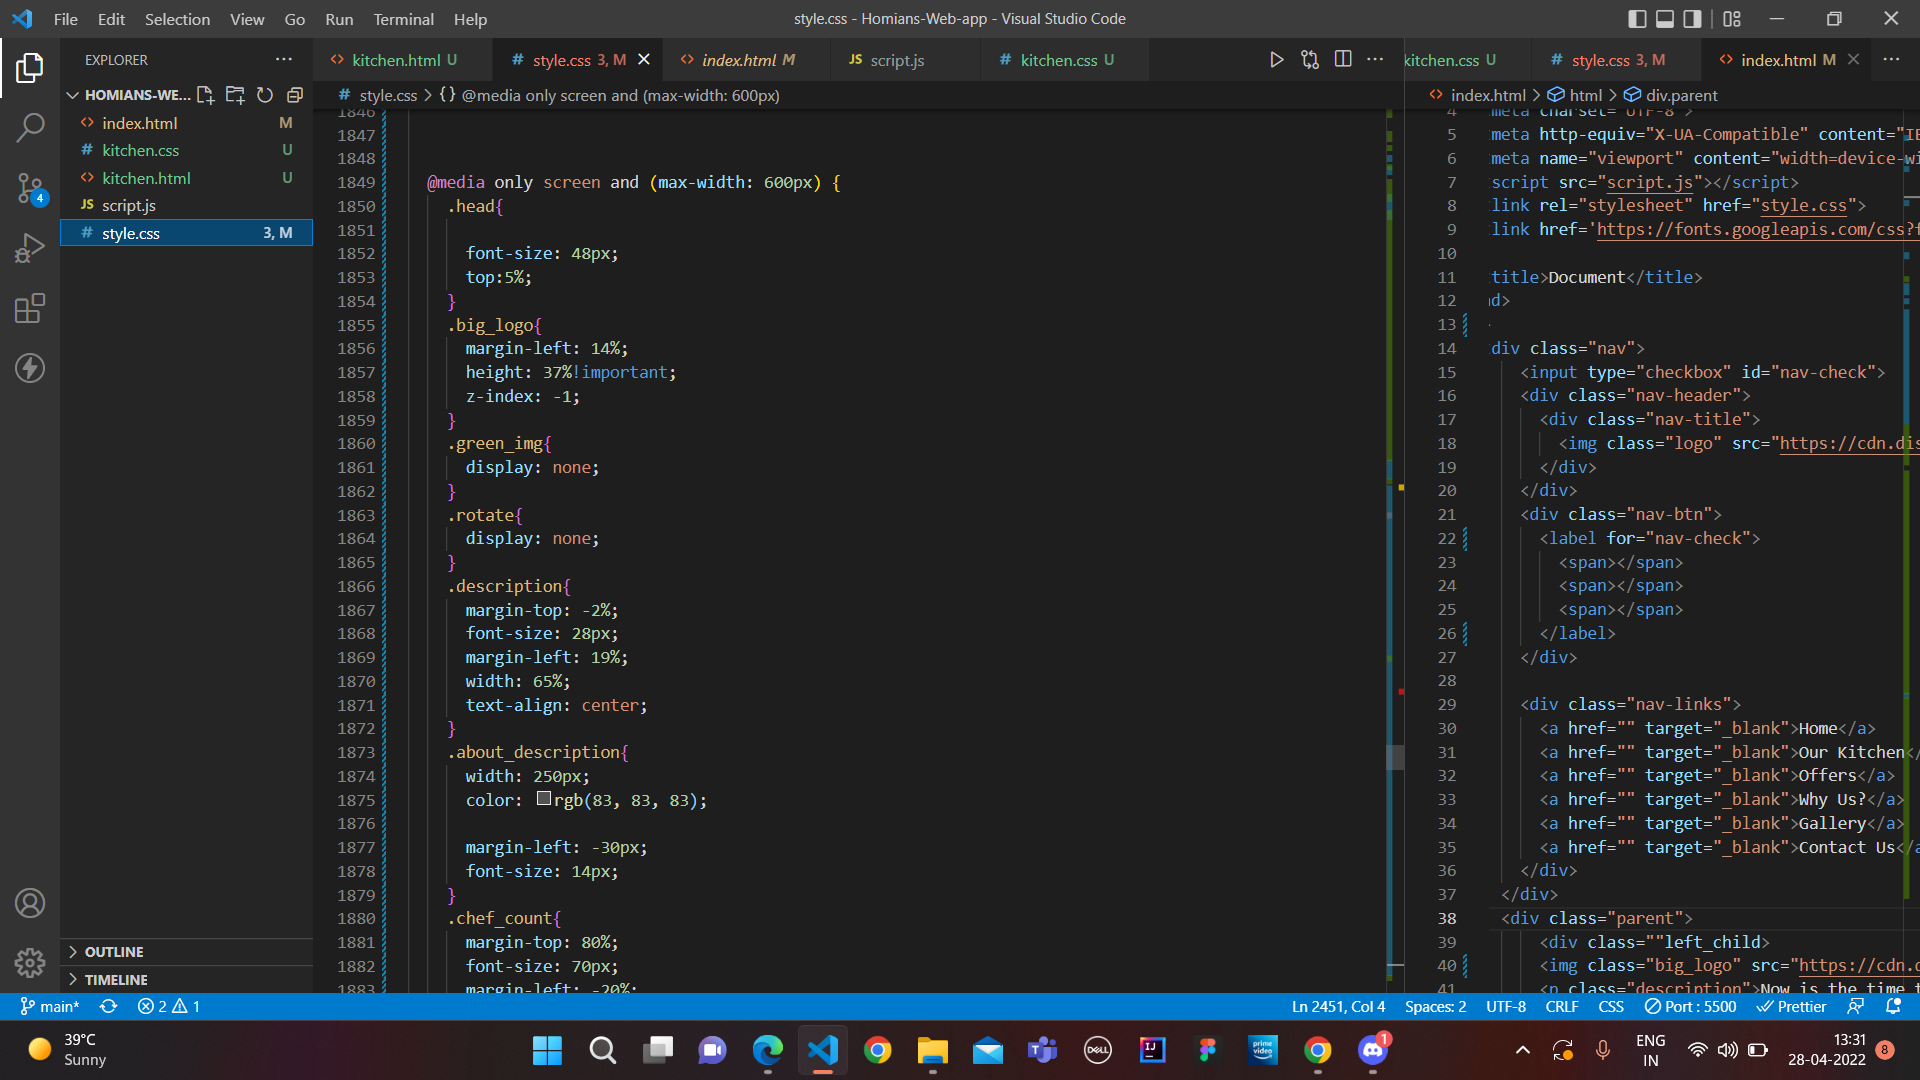 File Edit Selection View Go Run Terminal Help
style.css - Homians-Web-app - Visual Studio Code
EXPLORER
HOMIANS-WE...
index.html M
kitchen.css U
kitchen.html U
script.js
style.css 3, M
OUTLINE
TIMELINE
kitchen.html U
style.css 3, M
index.html M
script.js
kitchen.css U
style.css > {} @media only screen and (max-width: 600px)
1846
1847
1848
1849 @media only screen and (max-width: 600px) {
1850 .head{
1851
1852 font-size: 48px;
1853 top:5%;
1854 }
1855 .big_logo{
1856 margin-left: 14%;
1857 height: 37%!important;
1858 z-index: -1;
1859 }
1860 .green_img{
1861 display: none;
1862 }
1863 .rotate{
1864 display: none;
1865 }
1866 .description{
1867 margin-top: -2%;
1868 font-size: 28px;
1869 margin-left: 19%;
1870 width: 65%;
1871 text-align: center;
1872 }
1873 .about_description{
1874 width: 250px;
1875 color: rgb(83, 83, 83);
1876
1877 margin-left: -30px;
1878 font-size: 14px;
1879 }
1880 .chef_count{
1881 margin-top: 80%;
1882 font-size: 70px;
1883 margin-left: -20%;
kitchen.css U
style.css 3, M
index.html M
index.html > html > div.parent
4 meta charset="UTF-8">
5 meta http-equiv="X-UA-Compatible" content="IE
6 meta name="viewport" content="width=device-wi
7 script src="script.js"></script>
8 link rel="stylesheet" href="style.css">
9 link href='https://fonts.googleapis.com/css?f
10
11 title>Document</title>
12 d>
13
14 div class="nav">
15 <input type="checkbox" id="nav-check">
16 <div class="nav-header">
17 <div class="nav-title">
18 <img class="logo" src="https://cdn.dis
19 </div>
20 </div>
21 <div class="nav-btn">
22 <label for="nav-check">
23 <span></span>
24 <span></span>
25 <span></span>
26 </label>
27 </div>
28
29 <div class="nav-links">
30 <a href="" target="_blank">Home</a>
31 <a href="" target="_blank">Our Kitchen</
32 <a href="" target="_blank">Offers</a>
33 <a href="" target="_blank">Why Us?</a>
34 <a href="" target="_blank">Gallery</a>
35 <a href="" target="_blank">Contact Us</a
36 </div>
37 </div>
38 <div class="parent">
39 <div class=""left_child>
40 <img class="big_logo" src="https://cdn.d
41 <p class="description">Now is the time t
4
main* 2 1
Ln 2451, Col 4 Spaces: 2 UTF-8 CRLF CSS Port : 5500 Prettier
39°C
Sunny
DELL
IJ
prime video
1
ENG
IN
13:31
28-04-2022
8